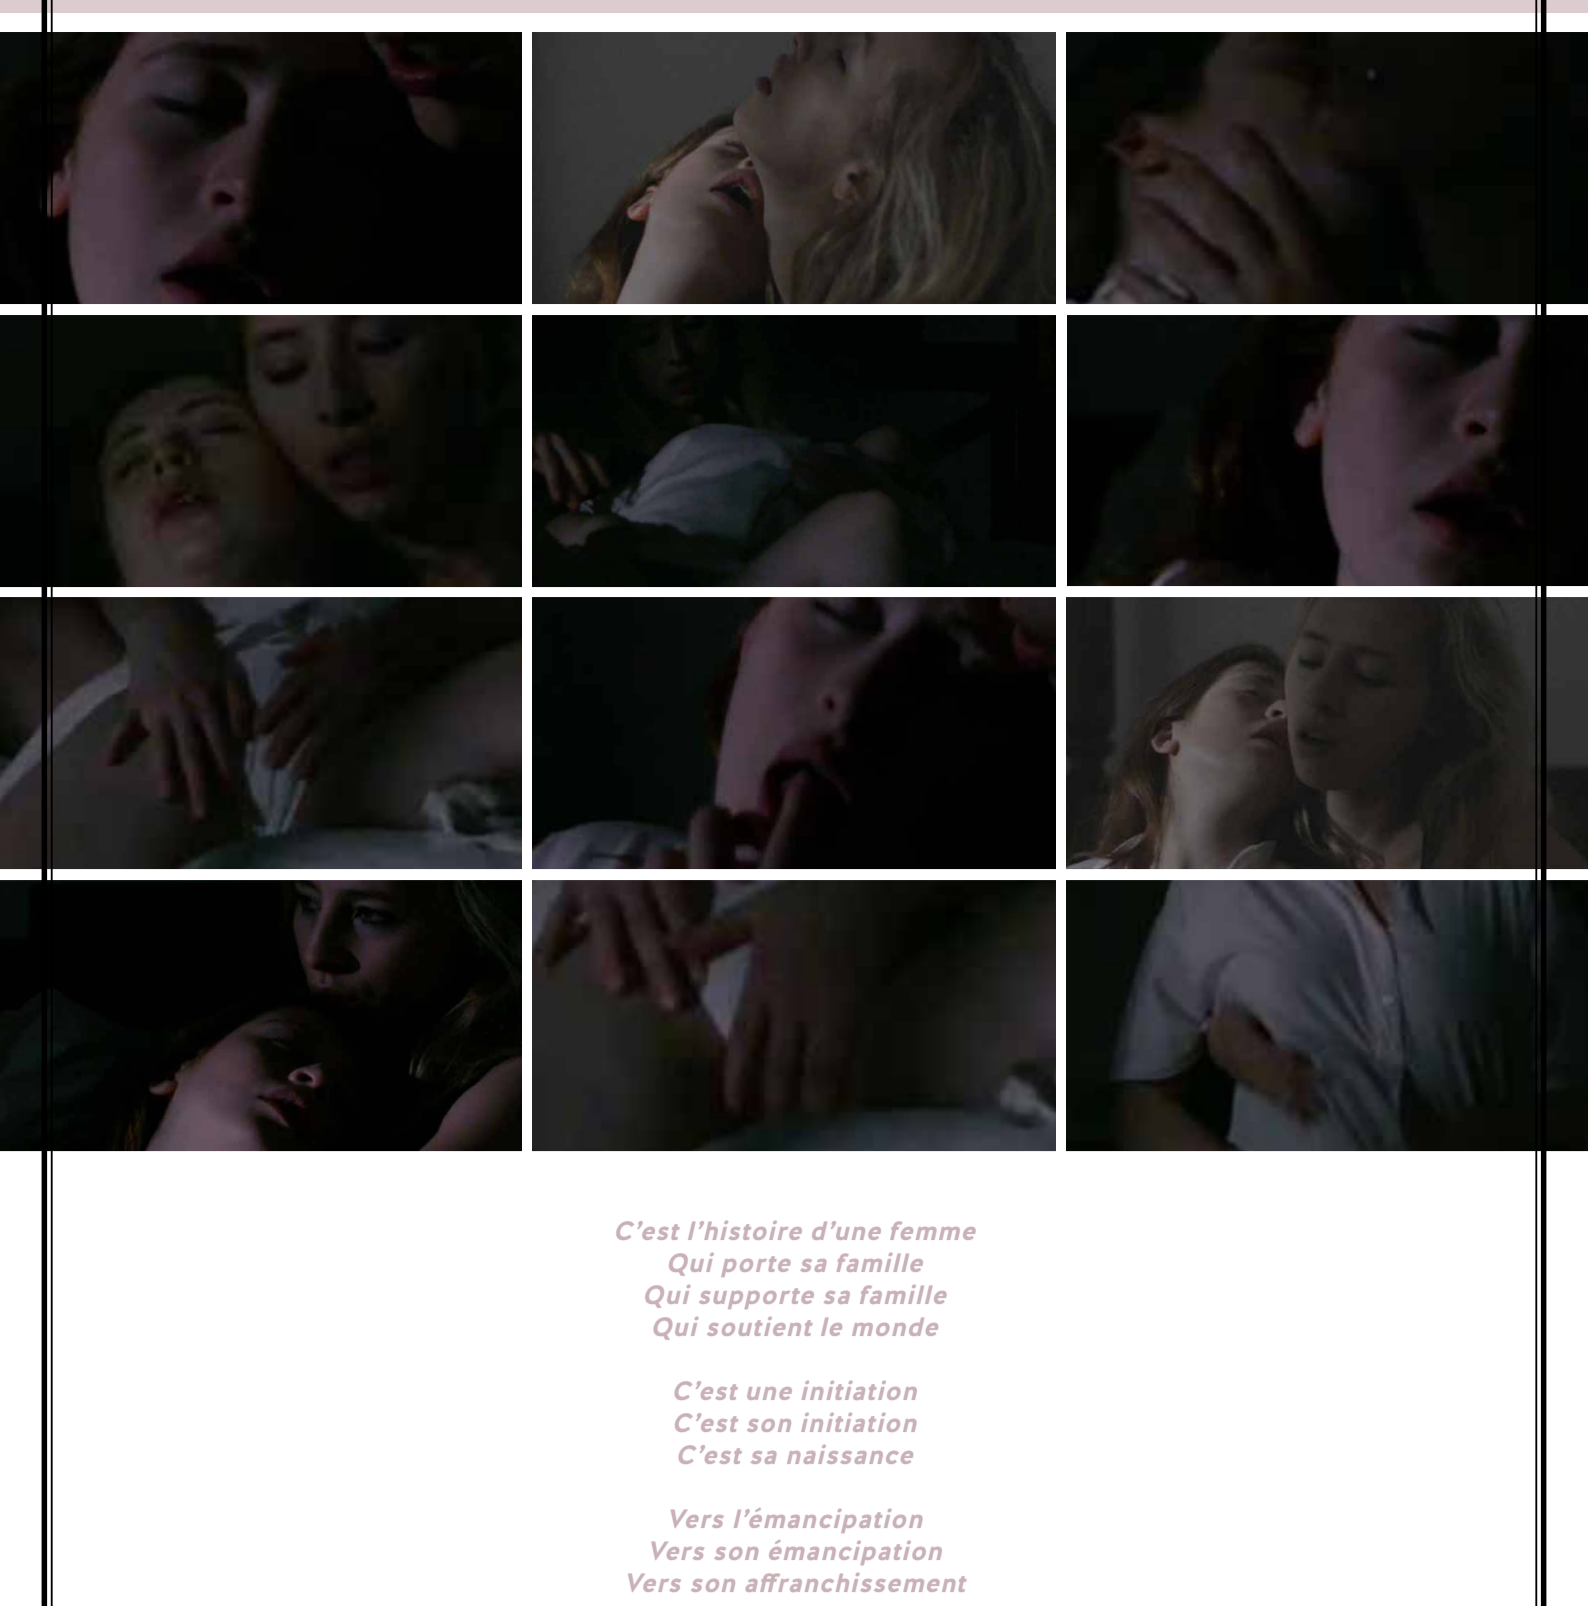 C’est l’histoire d’une femme
Qui porte sa famille
Qui supporte sa famille
Qui soutient le monde
C’est une initiation
C’est son initiation
C’est sa naissance
Vers l’émancipation
Vers son émancipation
Vers son affranchissement